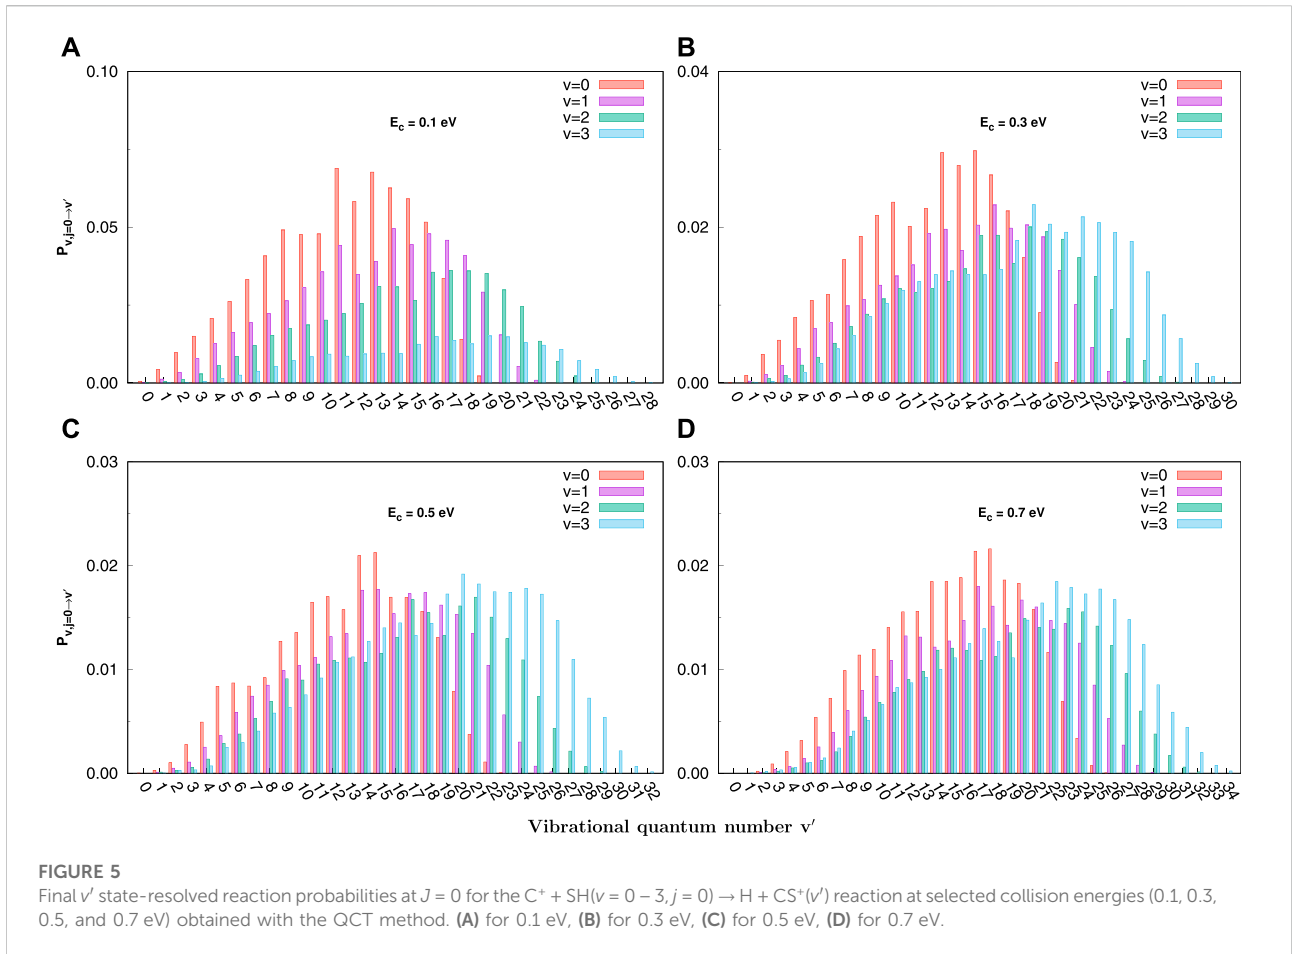 A
0.10
0.05
0.00
P v,j=0→v′
E c = 0.1 eV
v=0
v=1
v=2
v=3
0 1 2 3 4 5 6 7 8 9 10 11 12 13 14 15 16 17 18 19 20 21 22 23 24 25 26 27 28
B
0.04
0.02
0.00
E c = 0.3 eV
v=0
v=1
v=2
v=3
0 1 2 3 4 5 6 7 8 9 10 11 12 13 14 15 16 17 18 19 20 21 22 23 24 25 26 27 28 29 30
C
0.03
0.02
0.01
0.00
P v,j=0→v′
E c = 0.5 eV
v=0
v=1
v=2
v=3
0 1 2 3 4 5 6 7 8 9 10 11 12 13 14 15 16 17 18 19 20 21 22 23 24 25 26 27 28 29 30 31 32
D
0.03
0.02
0.01
0.00
E c = 0.7 eV
v=0
v=1
v=2
v=3
0 1 2 3 4 5 6 7 8 9 10 11 12 13 14 15 16 17 18 19 20 21 22 23 24 25 26 27 28 29 30 31 32 33 34
Vibrational quantum number v′
FIGURE 5
Final v′ state-resolved reaction probabilities at J = 0 for the C⁺ + SH(v = 0 − 3, j = 0) → H + CS⁺(v′) reaction at selected collision energies (0.1, 0.3,
0.5, and 0.7 eV) obtained with the QCT method. (A) for 0.1 eV, (B) for 0.3 eV, (C) for 0.5 eV, (D) for 0.7 eV.